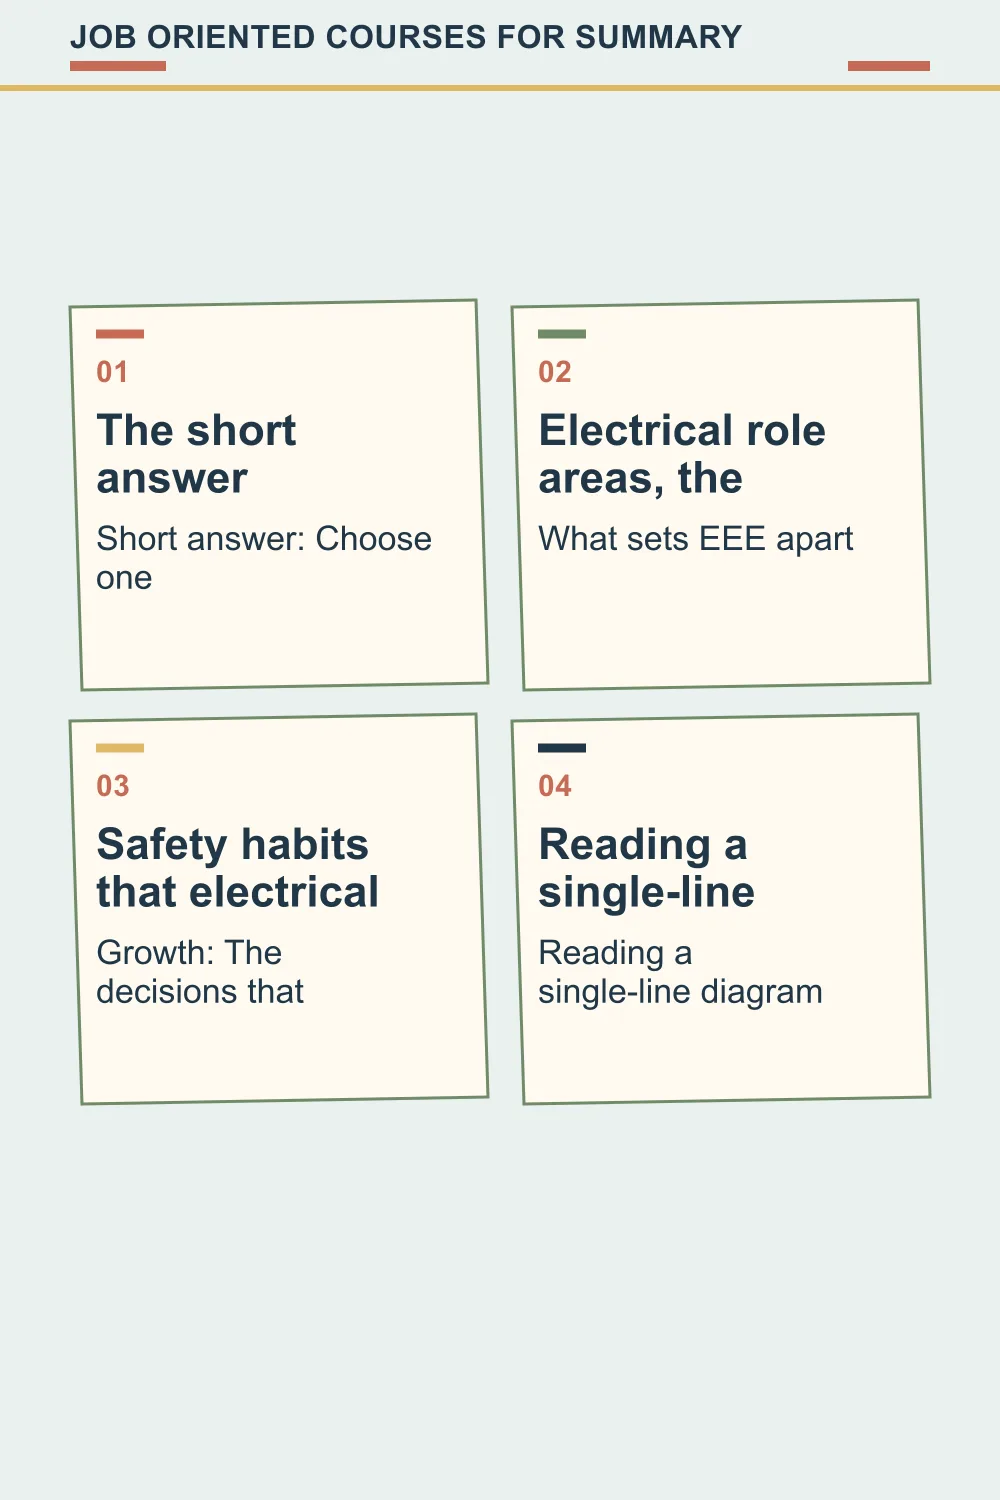 JOB ORIENTED COURSES FOR SUMMARY
01
The short
answer
Short answer: Choose
one
02
Electrical role
areas, the
What sets EEE apart
03
Safety habits
that electrical
Growth: The
decisions that
04
Reading a
single-line
Reading a
single-line diagram